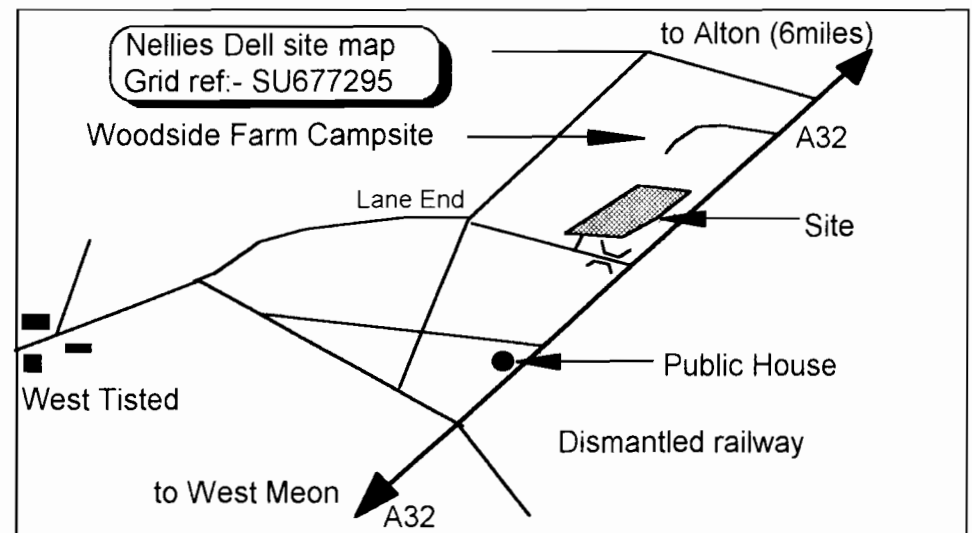 Nellies Dell site map
Grid ref:- SU677295
to Alton (6miles)
Woodside Farm Campsite
A32
Lane End
Site
Public House
West Tisted
Dismantled railway
to West Meon
A32